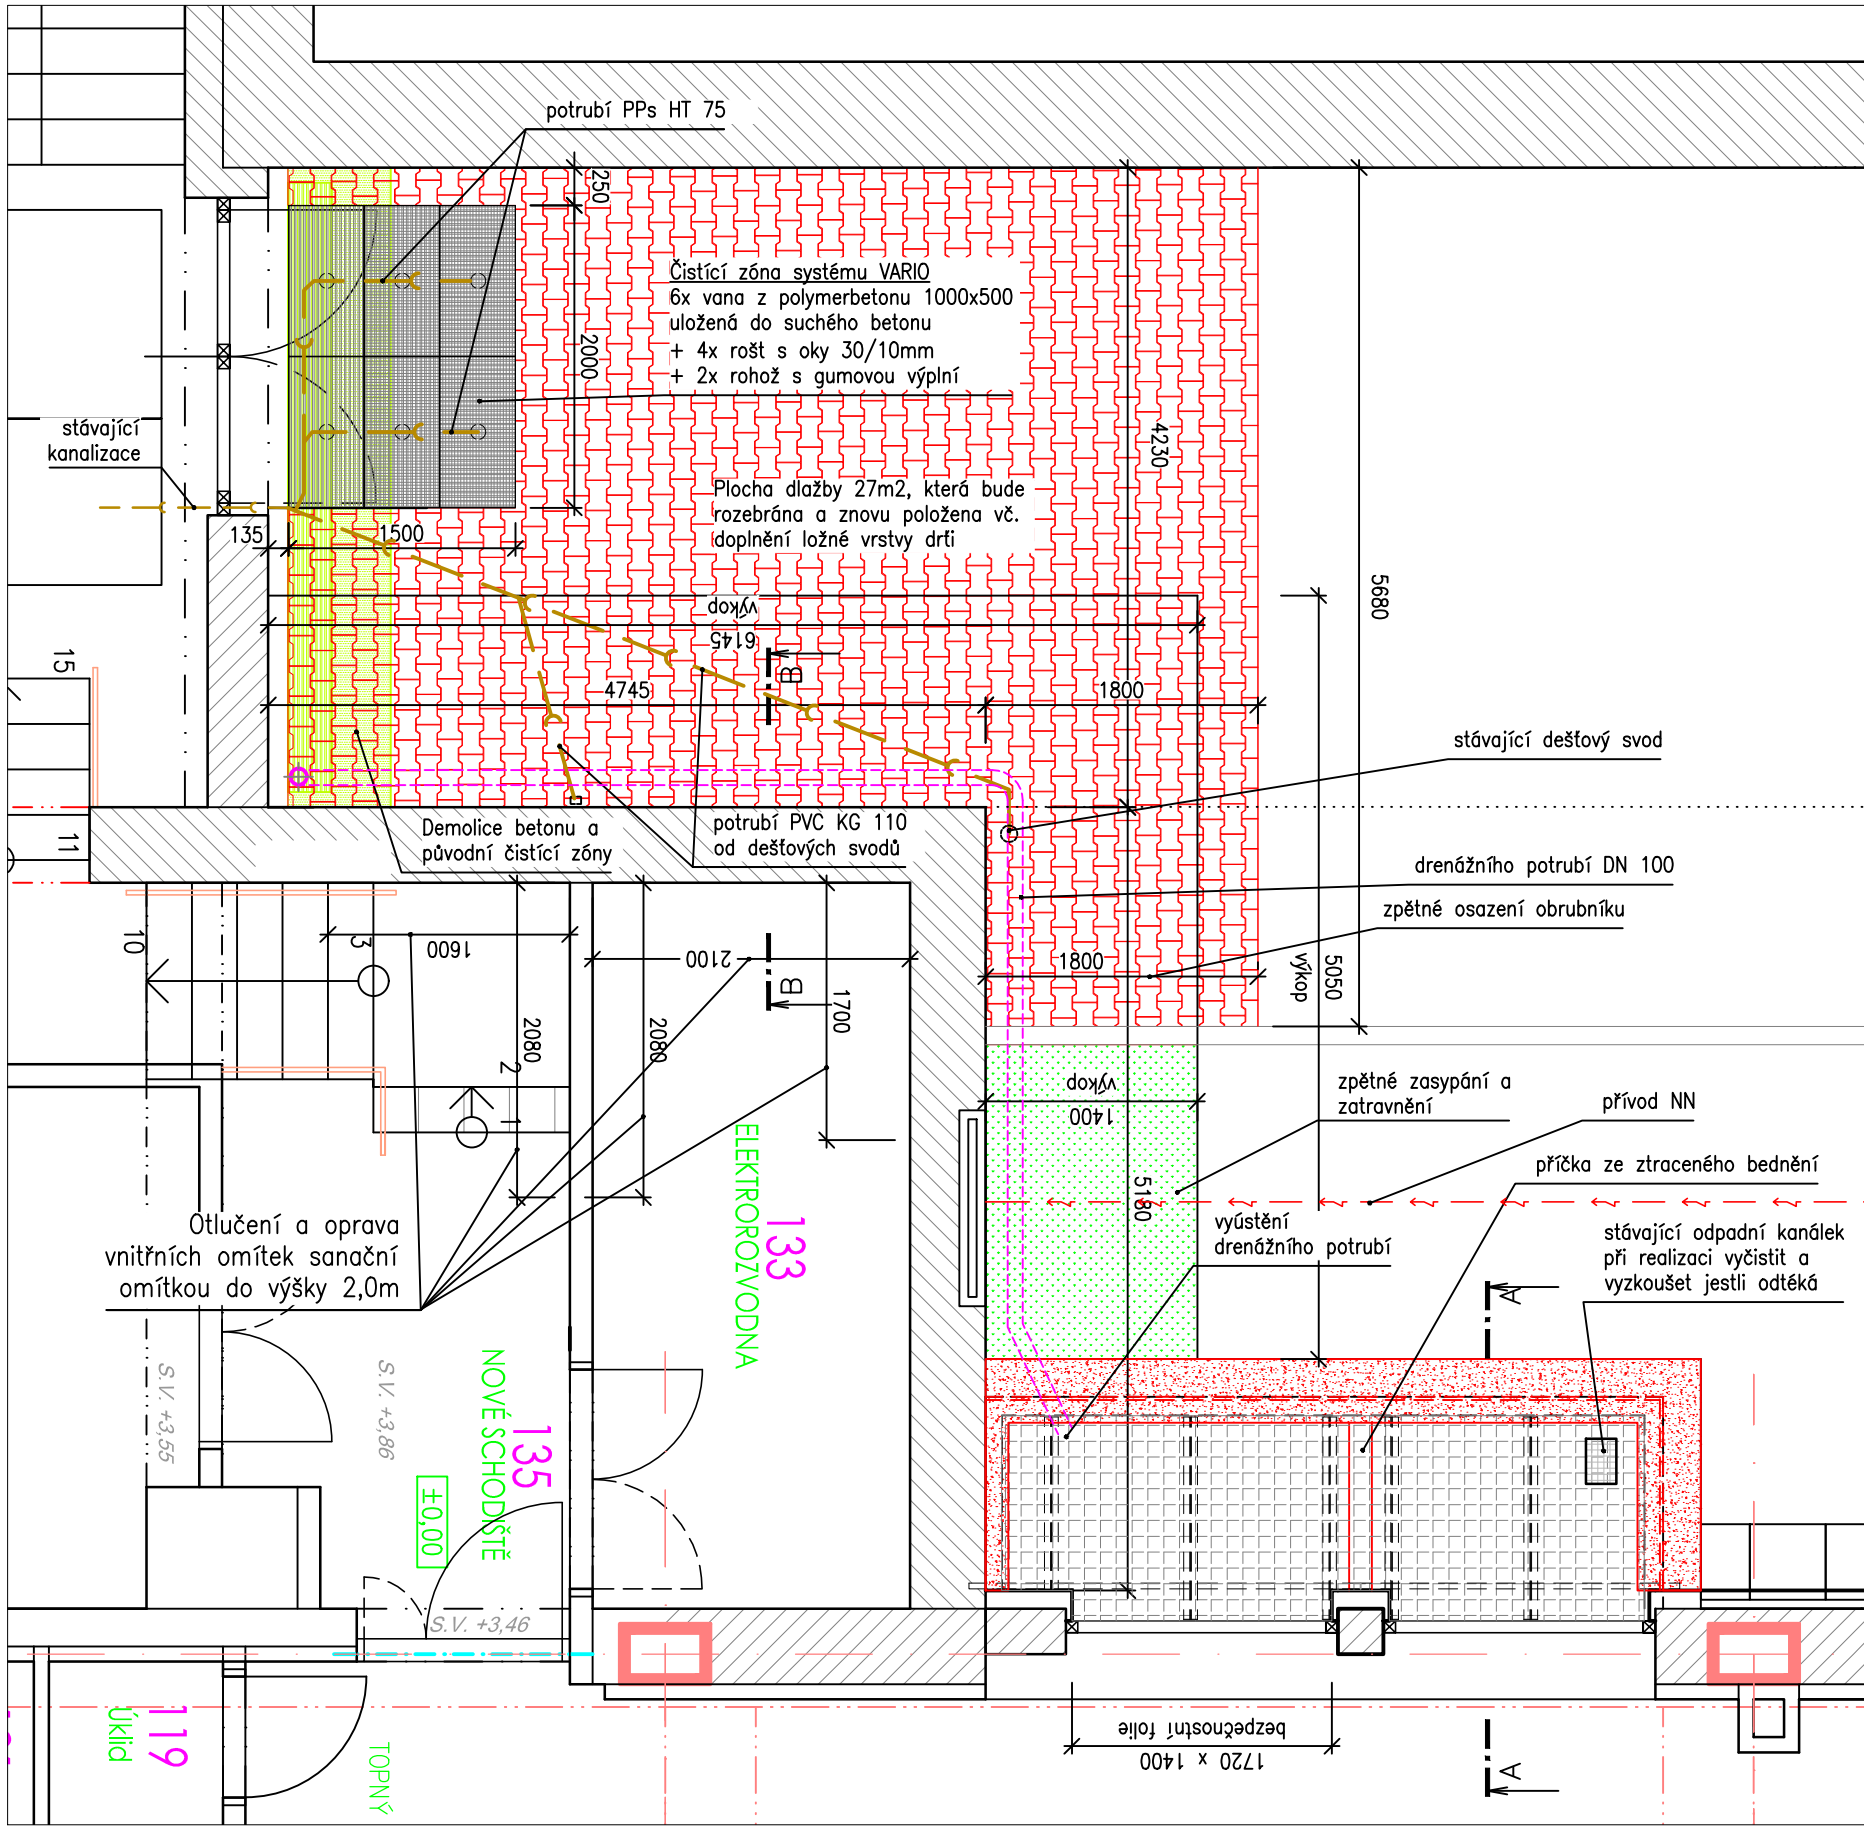 potrubí PPs HT 75
250
Čistící zóna systému VARIO
6x vana z polymerbetonu 1000x500
uložená do suchého betonu
+ 4x rošt s oky 30/10mm
+ 2x rohož s gumovou výplní
2000
4230
stávající
kanalizace
Plocha dlažby 27m2, která bude
rozebrána a znovu položena vč.
doplnění ložné vrstvy drtí
135
1500
5680
výkop
6145
B
4745
1800
15
stávající dešťový svod
11
Demolice betonu a
původní čistící zóny
potrubí PVC KG 110
od dešťových svodů
drenážního potrubí DN 100
zpětné osazení obrubníku
10
3
1600
2100
B
1700
1800
5050
výkop
2080
2080
2
1
výkop
1400
zpětné zasypání a
zatravnění
přívod NN
příčka ze ztraceného bednění
5180
ELEKTROROZVODNA
133
vyústění
drenážního potrubí
stávající odpadní kanálek
při realizaci vyčistit a
vyzkoušet jestli odtéká
Otlučení a oprava
vnitřních omítek sanační
omítkou do výšky 2,0m
A
S.V. +3,55
S.V. +3,86
NOVÉ SCHODIŠTĚ
135
±0,00
S.V. +3,46
119
Úklid
TOPNÝ
bezpečnostní folie
1720 x 1400
A